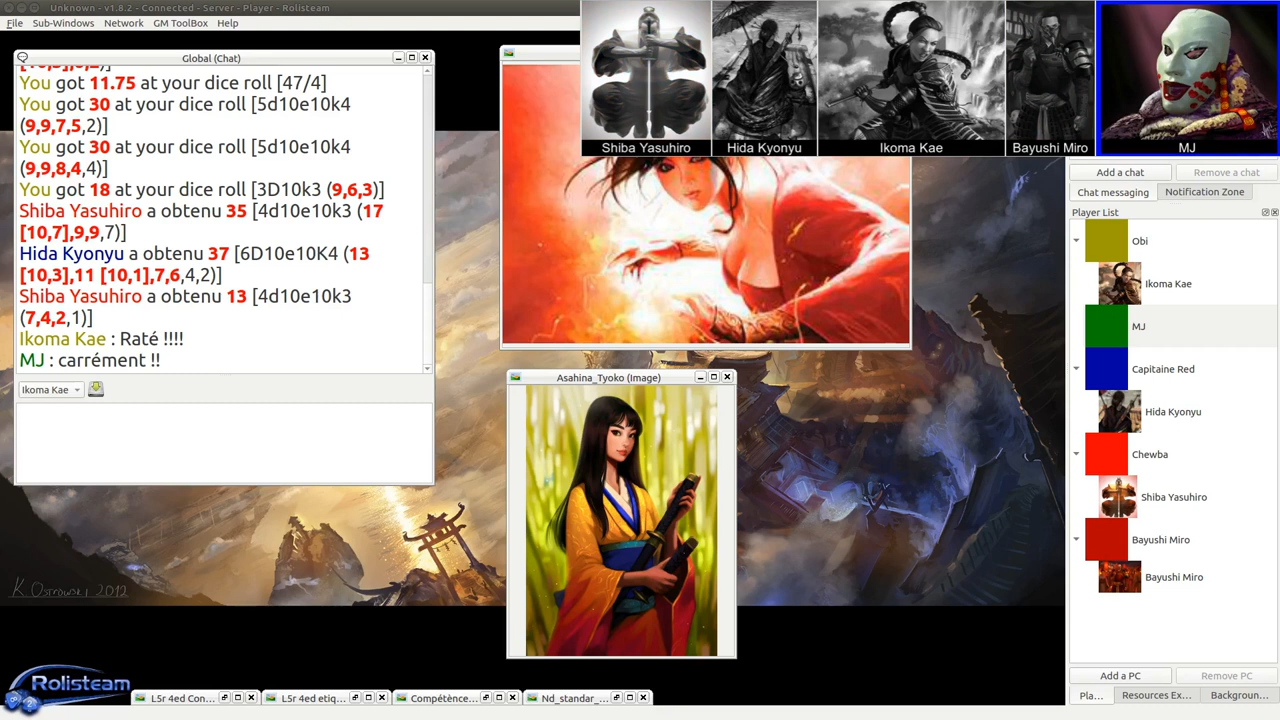 Unknown - v1.8.2 - Connected - Server - Player - Rolisteam
File Sub-Windows Network GM ToolBox Help
Global (Chat)
You got 11.75 at your dice roll [47/4]
You got 30 at your dice roll [5d10e10k4
(9,9,7,5,2)]
You got 30 at your dice roll [5d10e10k4
(9,9,8,4,4)]
You got 18 at your dice roll [3D10k3 (9,6,3)]
Shiba Yasuhiro a obtenu 35 [4d10e10k3 (17
[10,7],9,9,7)]
Hida Kyonyu a obtenu 37 [6D10e10K4 (13
[10,3],11 [10,1],7,6,4,2)]
Shiba Yasuhiro a obtenu 13 [4d10e10k3
(7,4,2,1)]
Ikoma Kae : Raté !!!!
MJ : carrément !!
Ikoma Kae
Shiba Yasuhiro
Hida Kyonyu
Ikoma Kae
Bayushi Miro
MJ
Asahina_Tyoko (Image)
Add a chat
Remove a chat
Chat messaging
Notification Zone
Player List
Obi
Ikoma Kae
MJ
Capitaine Red
Hida Kyonyu
Chewba
Shiba Yasuhiro
Bayushi Miro
Bayushi Miro
Add a PC
Remove PC
Pla...
Resources Ex...
Backgroun...
K OSTROWSKI 2012
Rolisteam
L5r 4ed Con...
L5r 4ed etiq...
Compétence...
Nd_standar_...